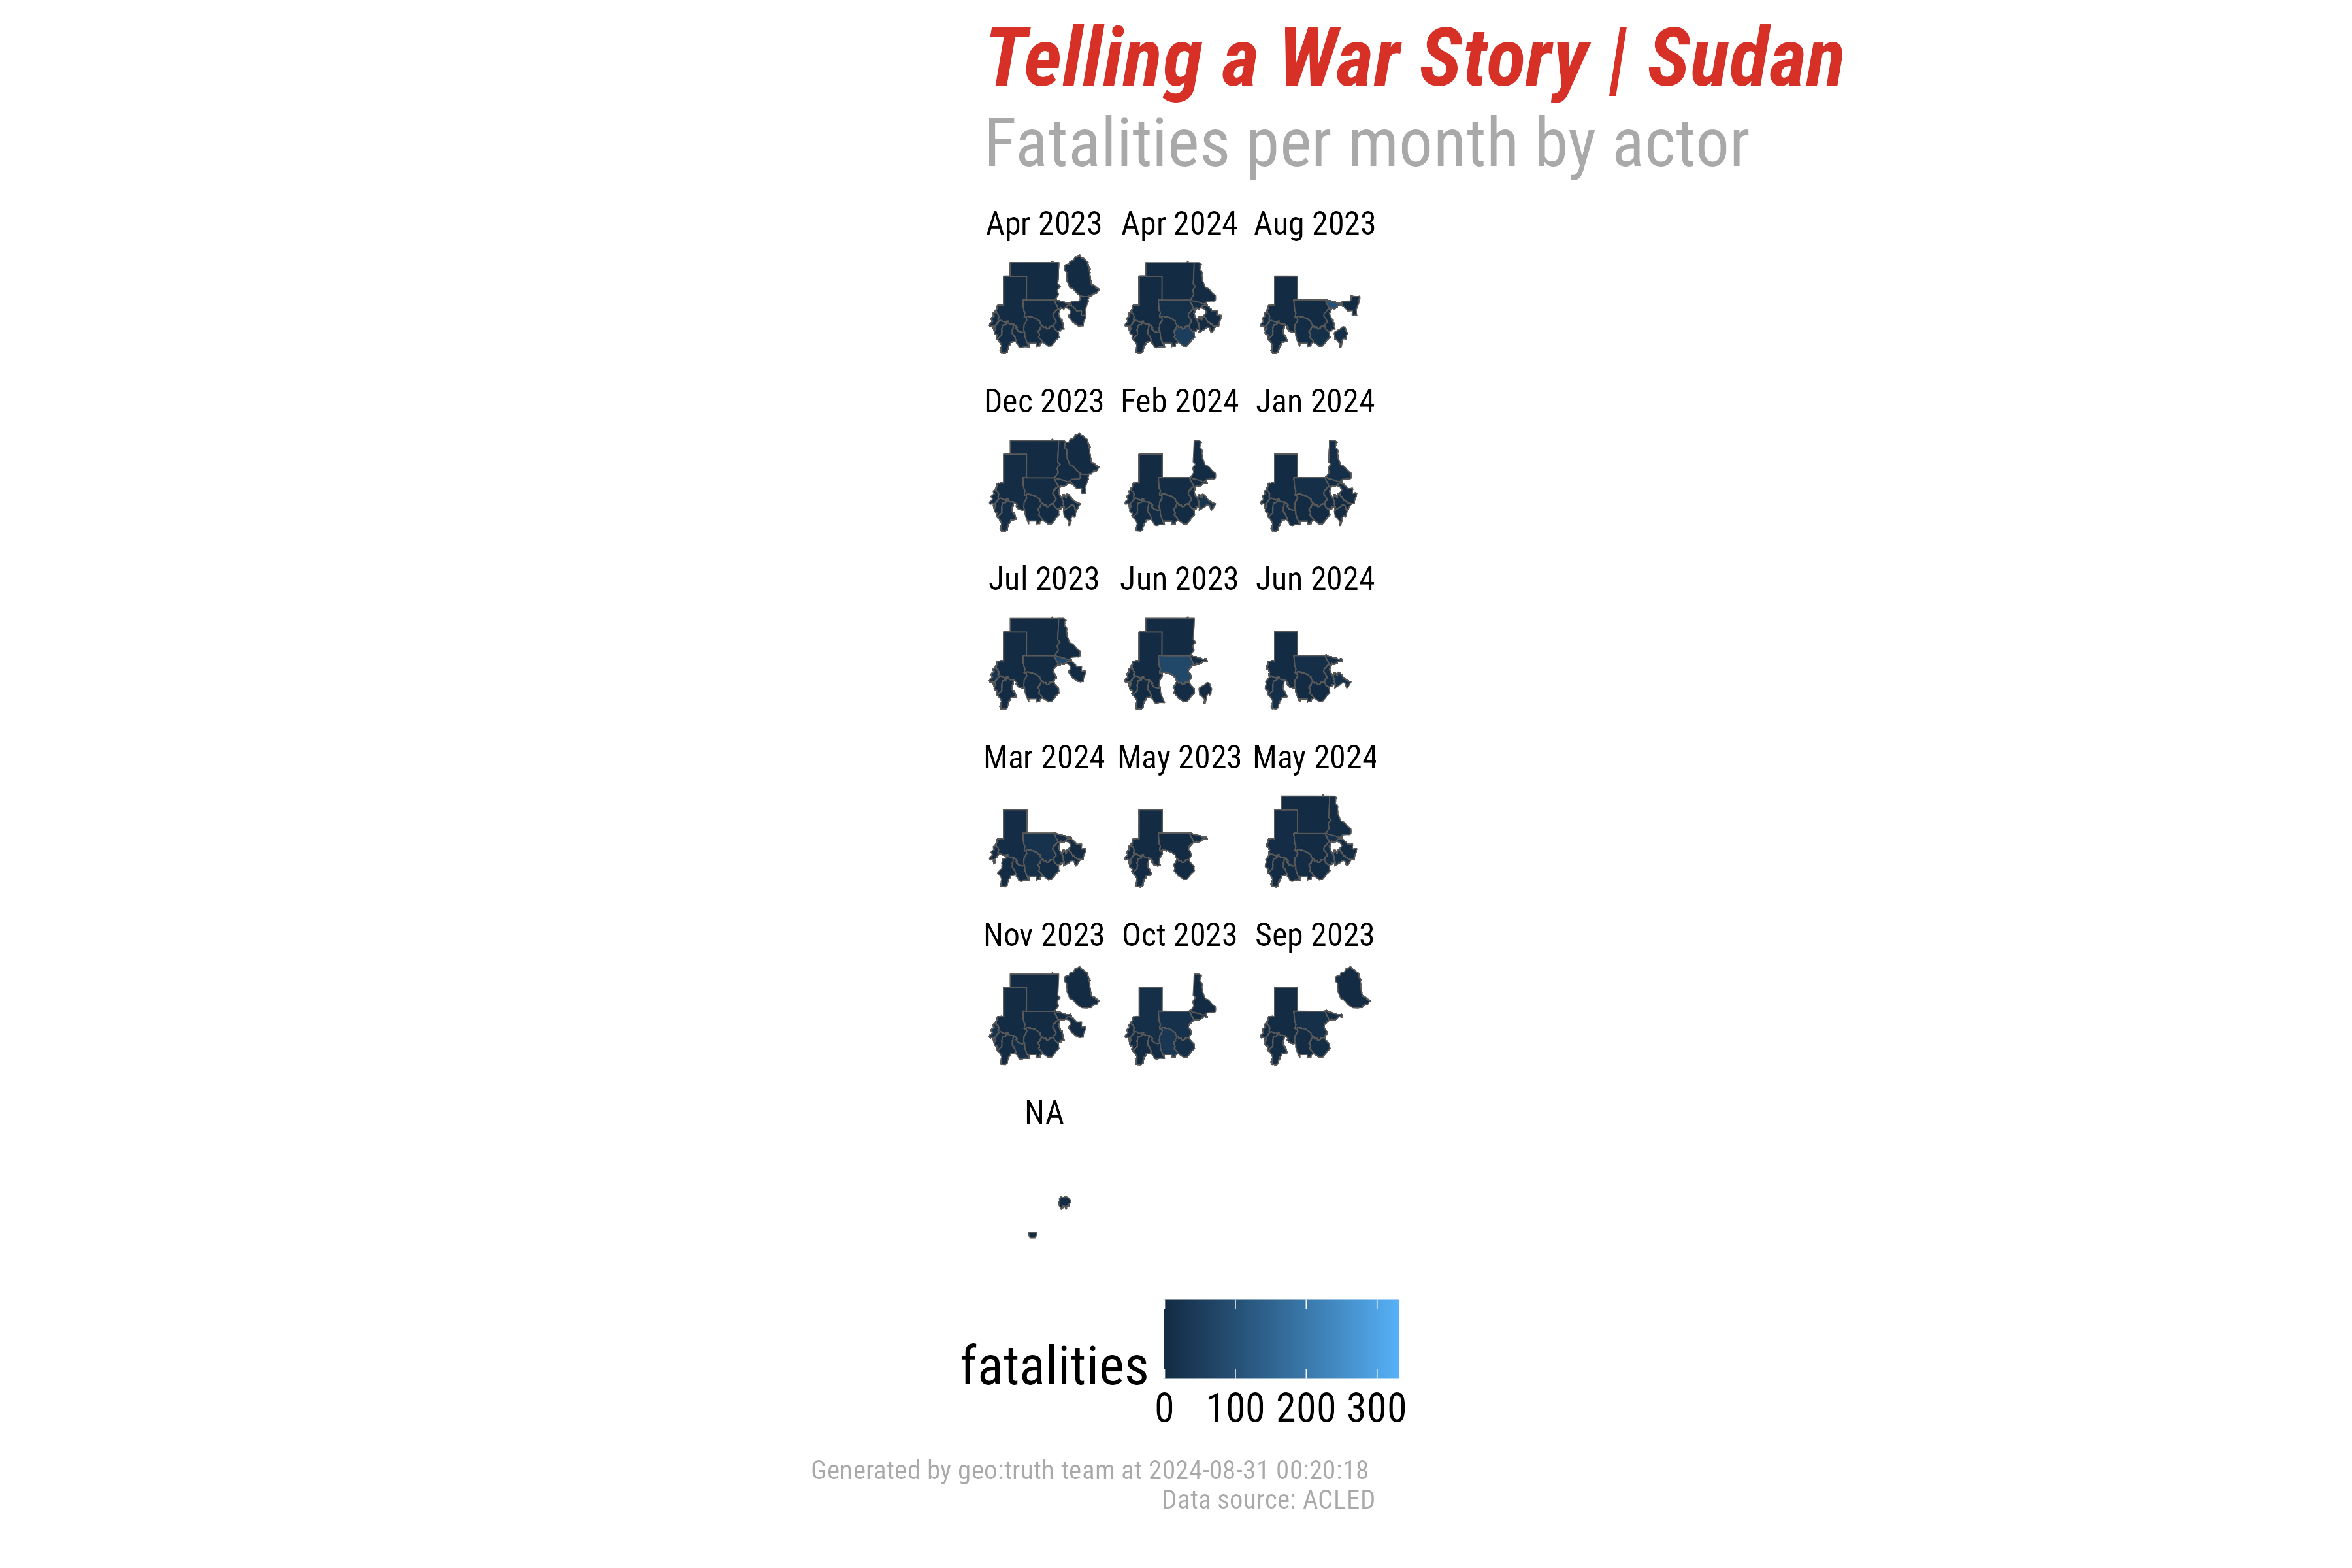 Telling a War Story | Sudan
Fatalities per month by actor
Apr 2023 Apr 2024 Aug 2023
Dec 2023 Feb 2024 Jan 2024
Jul 2023 Jun 2023 Jun 2024
Mar 2024 May 2023 May 2024
Nov 2023 Oct 2023 Sep 2023
NA
fatalities
0 100 200 300
Generated by geo:truth team at 2024-08-31 00:20:18
Data source: ACLED